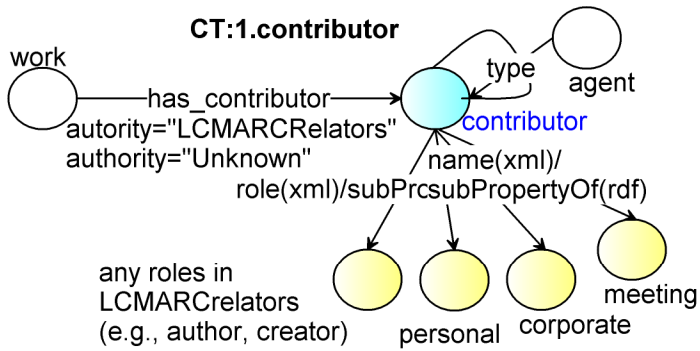 CT:1.contributor
work
type
agent
has_contributor
autority="LCMARCRelators"
authority="Unknown"
contributor
name(xml)/
role(xml)/subPrcsubPropertyOf(rdf)
any roles in
LCMARCrelators
(e.g., author, creator)
personal
corporate
meeting